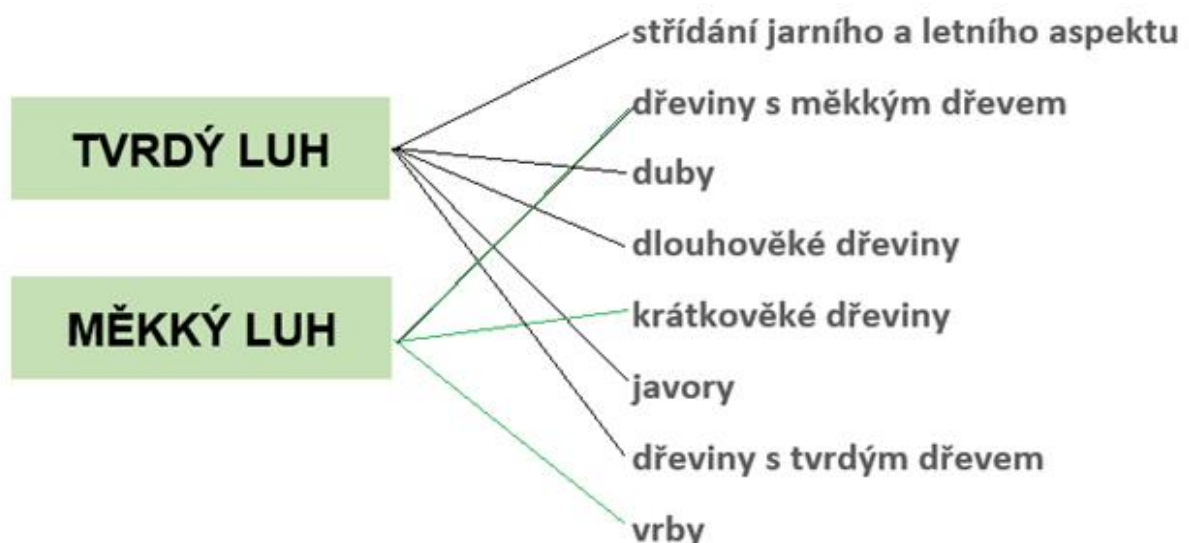 TVRDÝ LUH
MĚKKÝ LUH
střídání jarního a letního aspektu
dřeviny s měkkým dřevem
duby
dlouhověké dřeviny
krátkověké dřeviny
javory
dřeviny s tvrdým dřevem
vrby